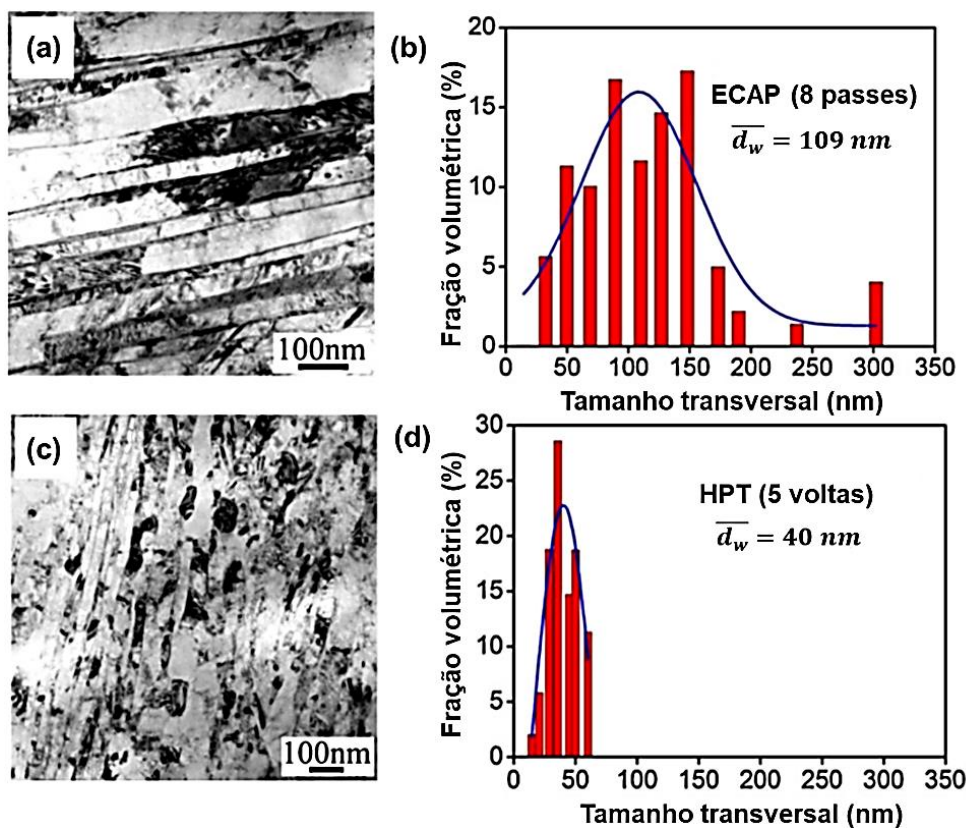 (a)
100nm
(b)
Fração volumétrica (%)
20
15
10
5
0
ECAP (8 passes)
d̅w̅ = 109 nm
0 50 100 150 200 250 300 350
Tamanho transversal (nm)
(c)
100nm
(d)
Fração volumétrica (%)
30
25
20
15
10
5
0
HPT (5 voltas)
d̅w̅ = 40 nm
0 50 100 150 200 250 300 350
Tamanho transversal (nm)